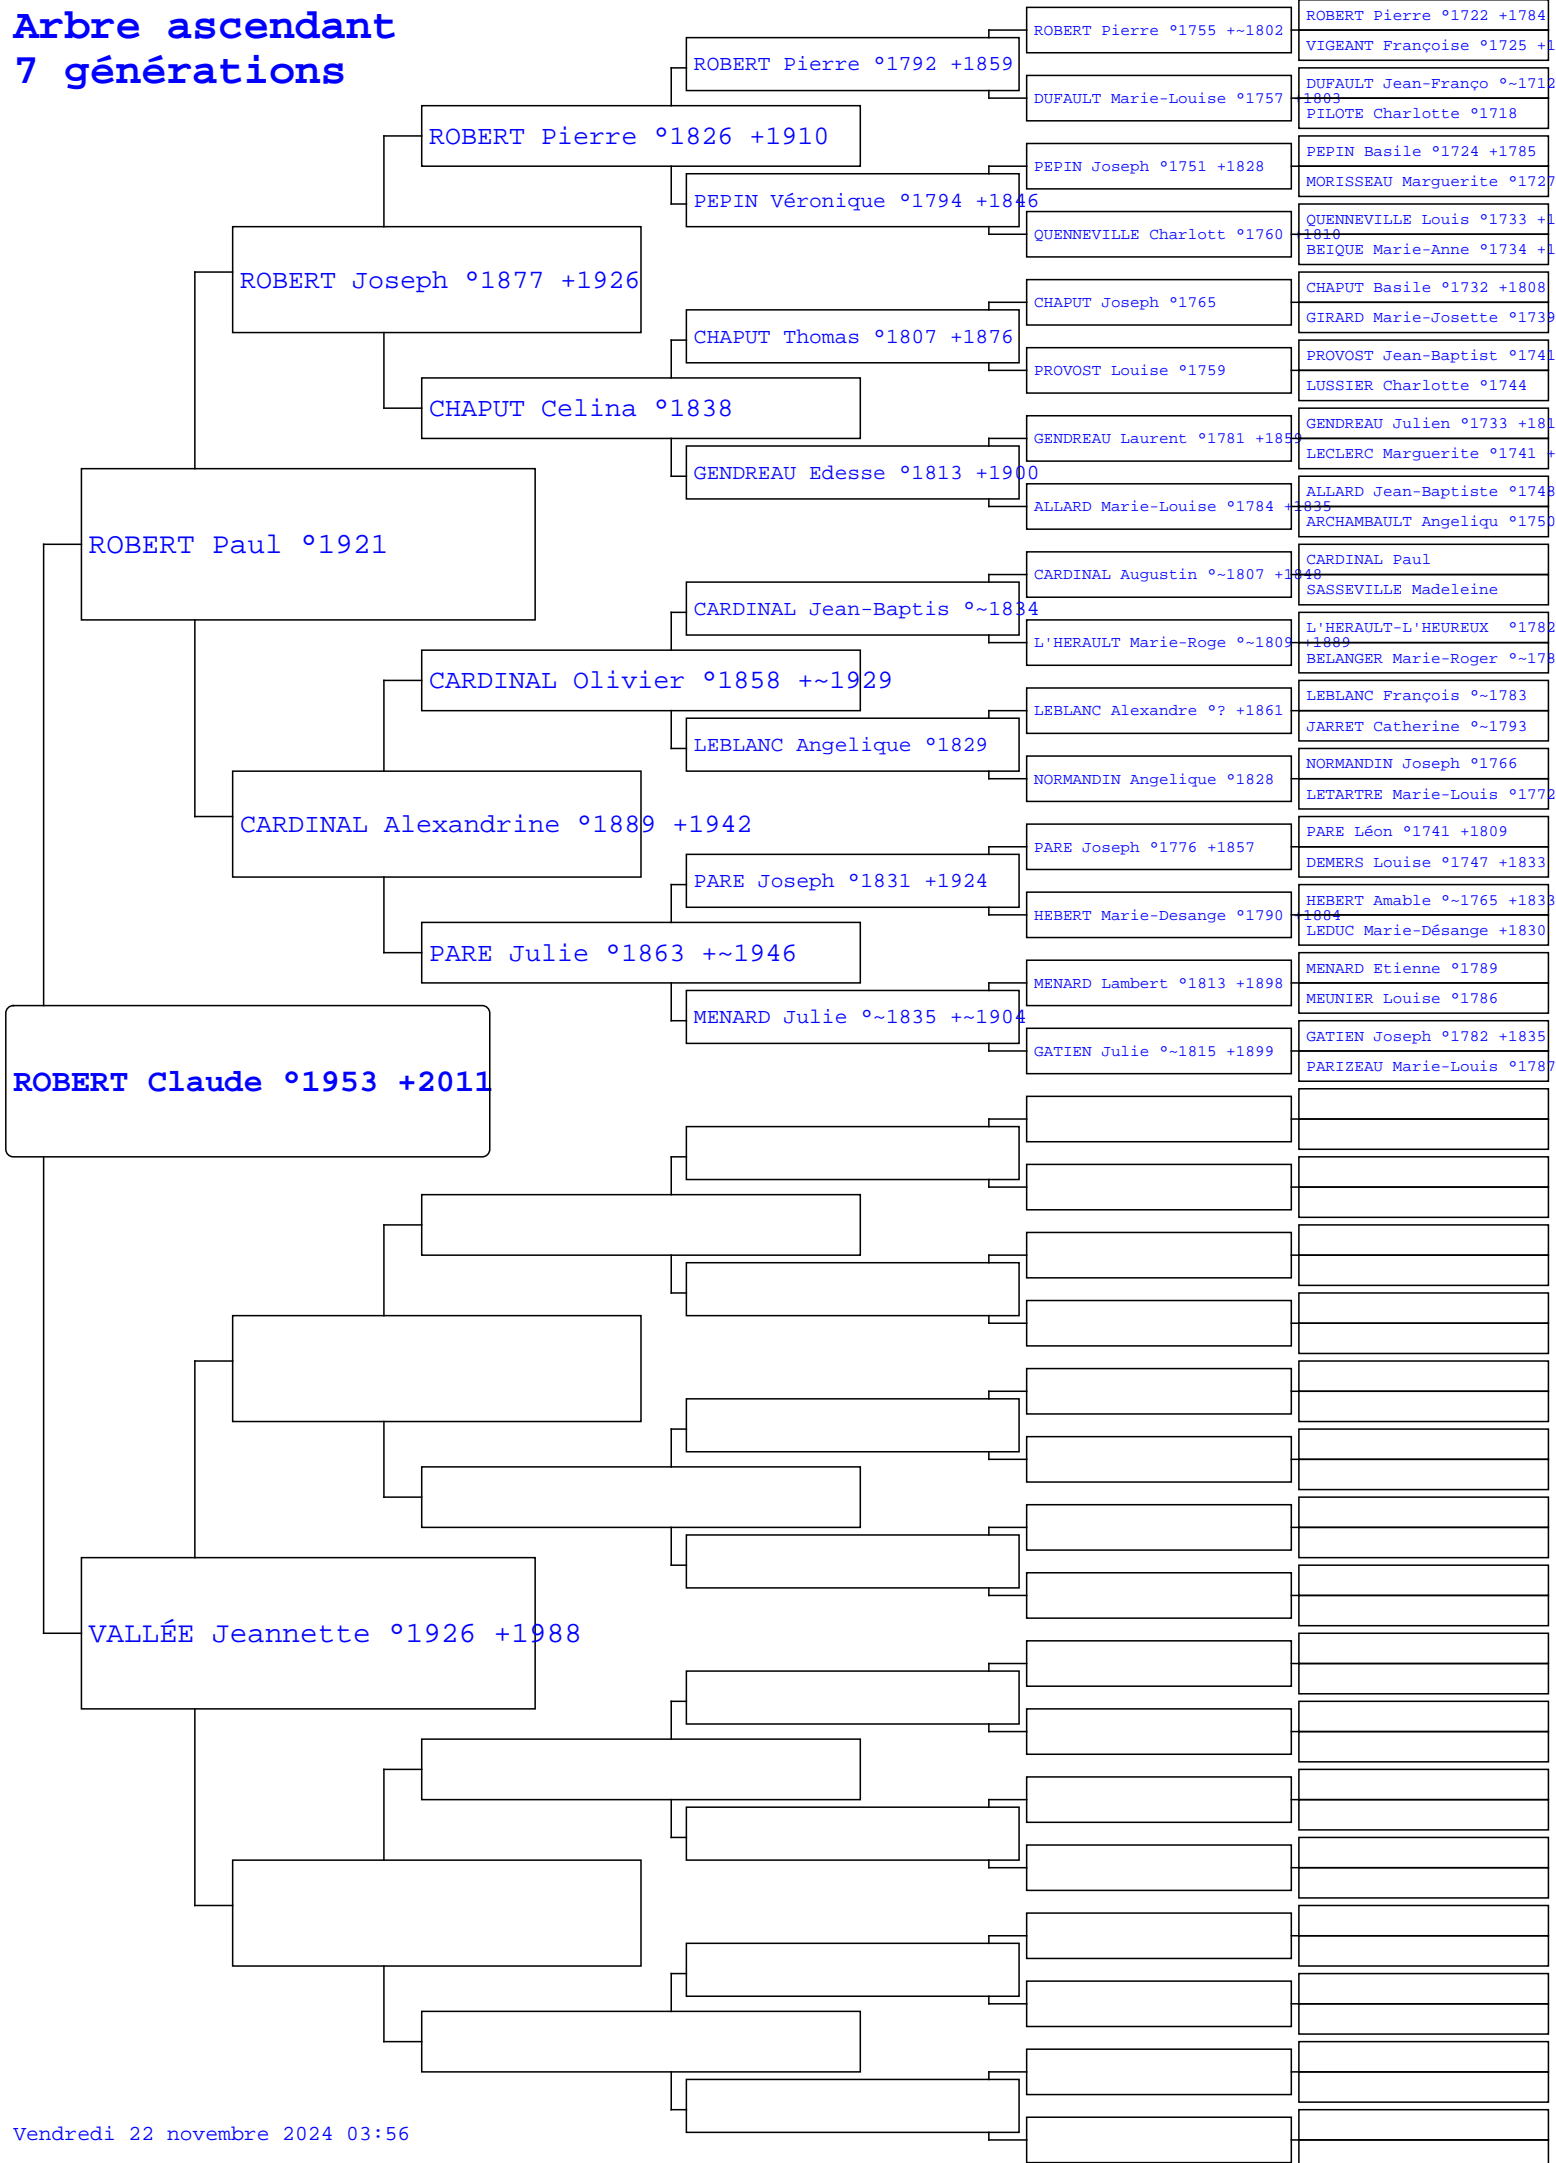 Arbre ascendant
7 générations
ROBERT Claude °1953 +2011
ROBERT Paul °1921
VALLÉE Jeannette °1926 +1988
ROBERT Joseph °1877 +1926
CARDINAL Alexandrine °1889 +1942
ROBERT Pierre °1826 +1910
CHAPUT Celina °1838
CARDINAL Olivier °1858 +~1929
PARE Julie °1863 +~1946
ROBERT Pierre °1792 +1859
PEPIN Véronique °1794 +1846
CHAPUT Thomas °1807 +1876
GENDREAU Edesse °1813 +1900
CARDINAL Jean-Baptis °~1834
LEBLANC Angelique °1829
PARE Joseph °1831 +1924
MENARD Julie °~1835 +~1904
ROBERT Pierre °1755 +~1802
DUFAULT Marie-Louise °1757 +1803
PEPIN Joseph °1751 +1828
QUENNEVILLE Charlott °1760 +1810
CHAPUT Joseph °1765
PROVOST Louise °1759
GENDREAU Laurent °1781 +1859
ALLARD Marie-Louise °1784 +1835
CARDINAL Augustin °~1807 +1848
L'HERAULT Marie-Roge °~1809 +1889
LEBLANC Alexandre °? +1861
NORMANDIN Angelique °1828
PARE Joseph °1776 +1857
HEBERT Marie-Desange °1790 +1884
MENARD Lambert °1813 +1898
GATIEN Julie °~1815 +1899
ROBERT Pierre °1722 +1784
VIGEANT Françoise °1725 +1
DUFAULT Jean-Franço °~1712
PILOTE Charlotte °1718
PEPIN Basile °1724 +1785
MORISSEAU Marguerite °1727
QUENNEVILLE Louis °1733 +1
BEIQUE Marie-Anne °1734 +1
CHAPUT Basile °1732 +1808
GIRARD Marie-Josette °1739
PROVOST Jean-Baptist °1741
LUSSIER Charlotte °1744
GENDREAU Julien °1733 +181
LECLERC Marguerite °1741 +
ALLARD Jean-Baptiste °1748
ARCHAMBAULT Angeliqu °1750
CARDINAL Paul
SASSEVILLE Madeleine
L'HERAULT-L'HEUREUX °1782
BELANGER Marie-Roger °~178
LEBLANC François °~1783
JARRET Catherine °~1793
NORMANDIN Joseph °1766
LETARTRE Marie-Louis °1772
PARE Léon °1741 +1809
DEMERS Louise °1747 +1833
HEBERT Amable °~1765 +1833
LEDUC Marie-Désange +1830
MENARD Etienne °1789
MEUNIER Louise °1786
GATIEN Joseph °1782 +1835
PARIZEAU Marie-Louis °1787
Vendredi 22 novembre 2024 03:56